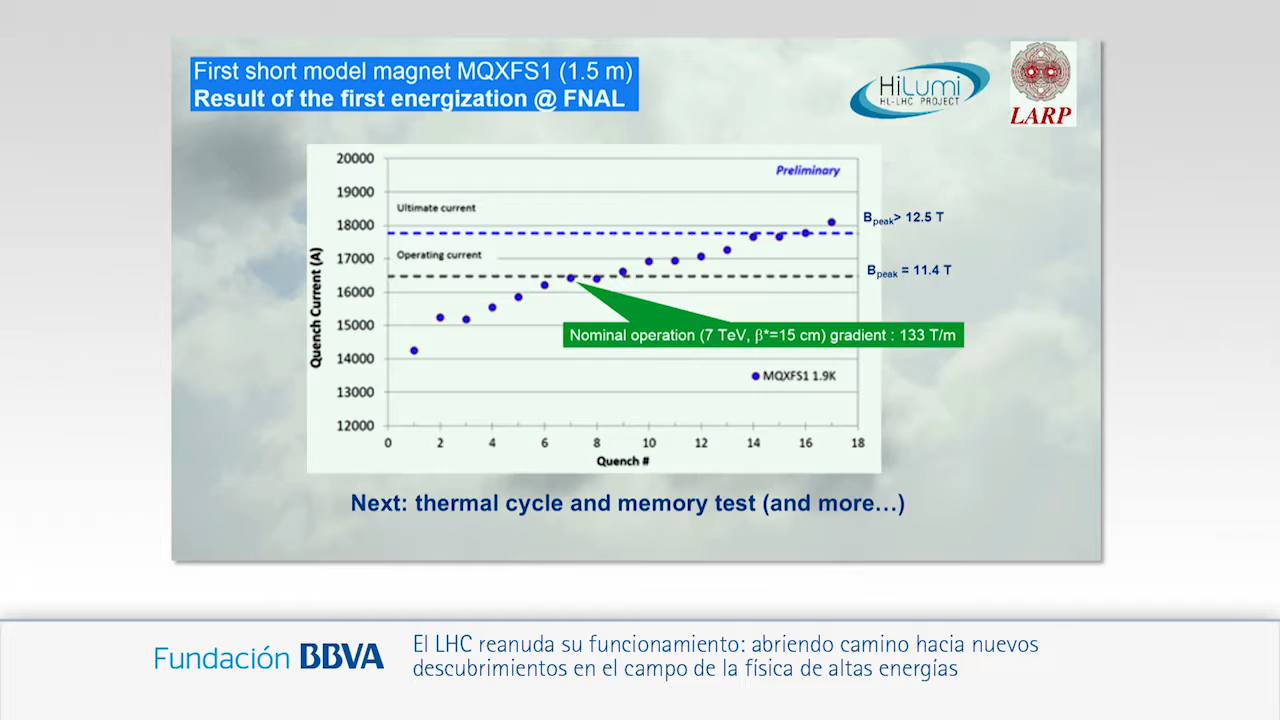 First short model magnet MQXFS1 (1.5 m)
Result of the first energization @ FNAL
HiLumi
HL-LHC PROJECT
LARP
20000
19000
18000
17000
16000
15000
14000
13000
12000
Quench Current (A)
Preliminary
Ultimate current
Operating current
Bpeak> 12.5 T
Bpeak = 11.4 T
Nominal operation (7 TeV, β*=15 cm) gradient : 133 T/m
MQXFS1 1.9K
0 2 4 6 8 10 12 14 16 18
Quench #
Next: thermal cycle and memory test (and more…)
Fundación BBVA
El LHC reanuda su funcionamiento: abriendo camino hacia nuevos
descubrimientos en el campo de la física de altas energías